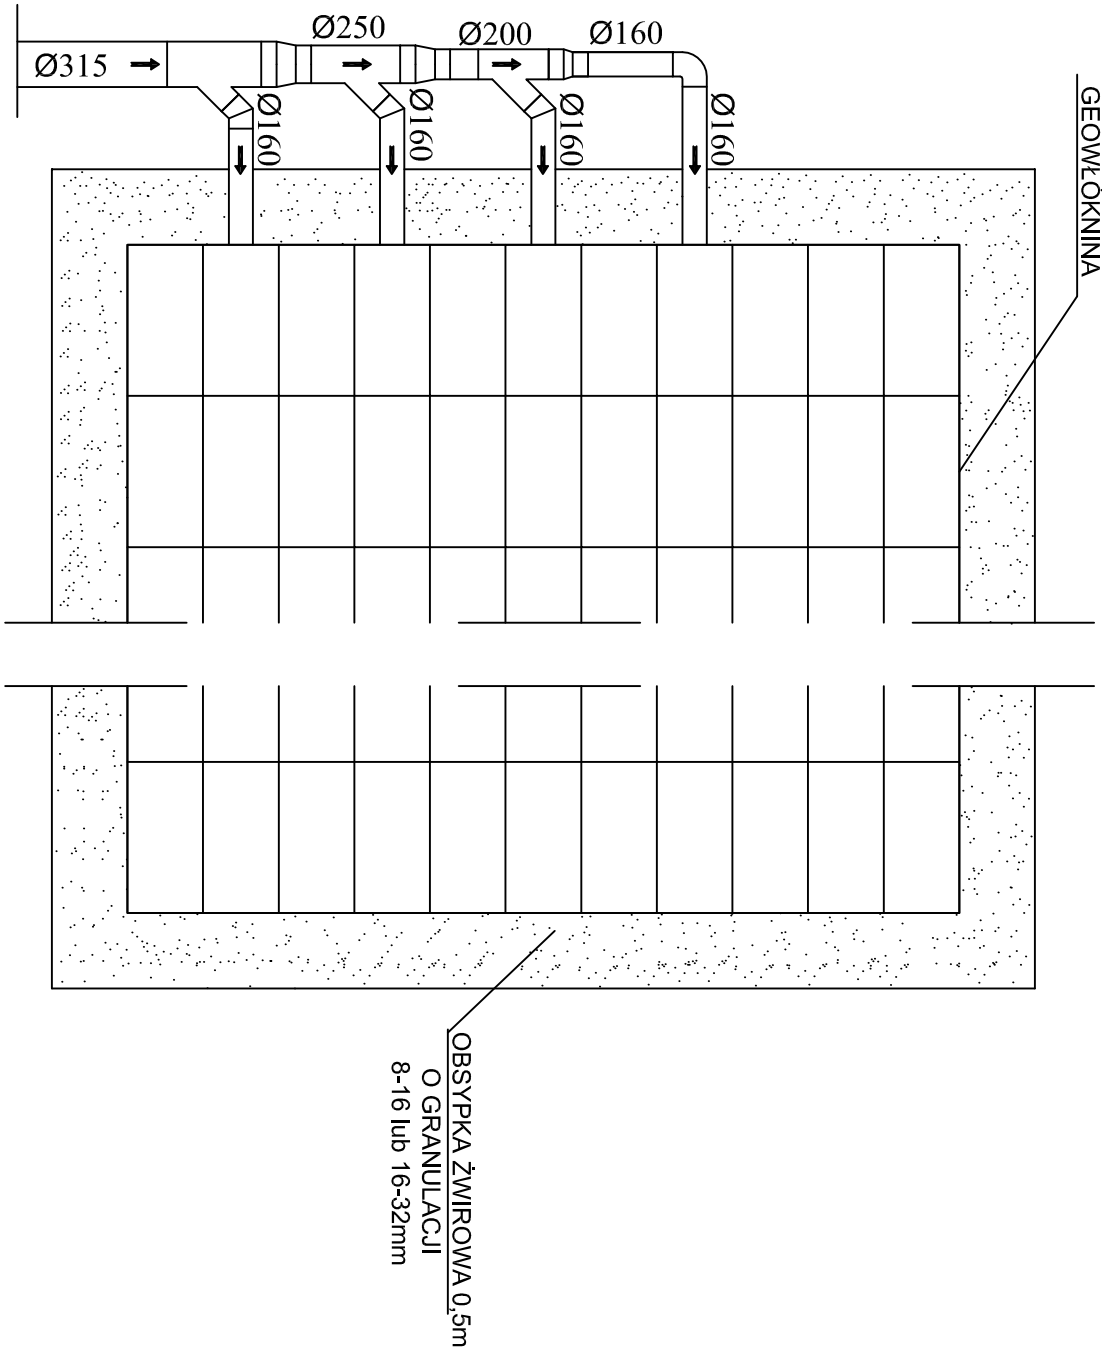 Ø315
Ø250
Ø200
Ø160
Ø160
Ø160
Ø160
Ø160
GEOWŁÓKNINA
OBSYPKA ŻWIROWA 0,5m
O GRANULACJI
8-16 lub 16-32mm